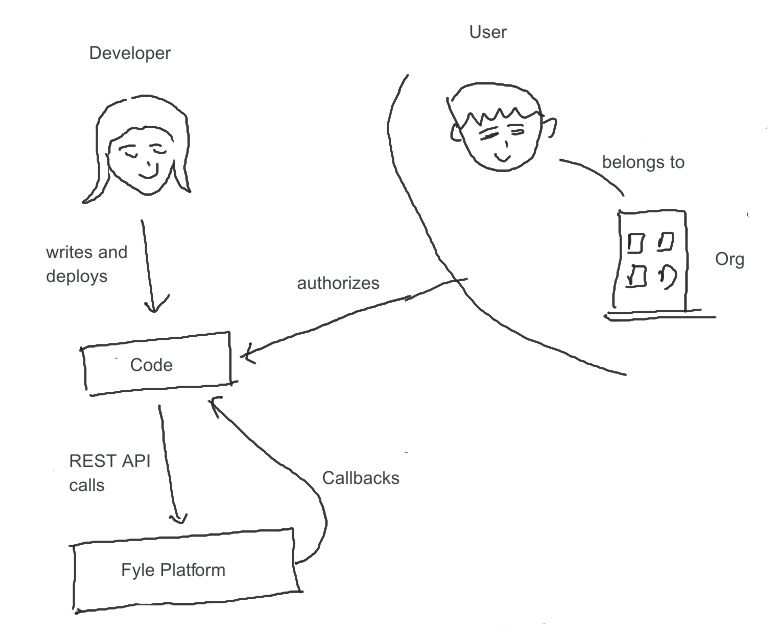 User
Developer
belongs to
writes and
deploys
Org
authorizes
Code
REST API
calls
Callbacks
Fyle Platform